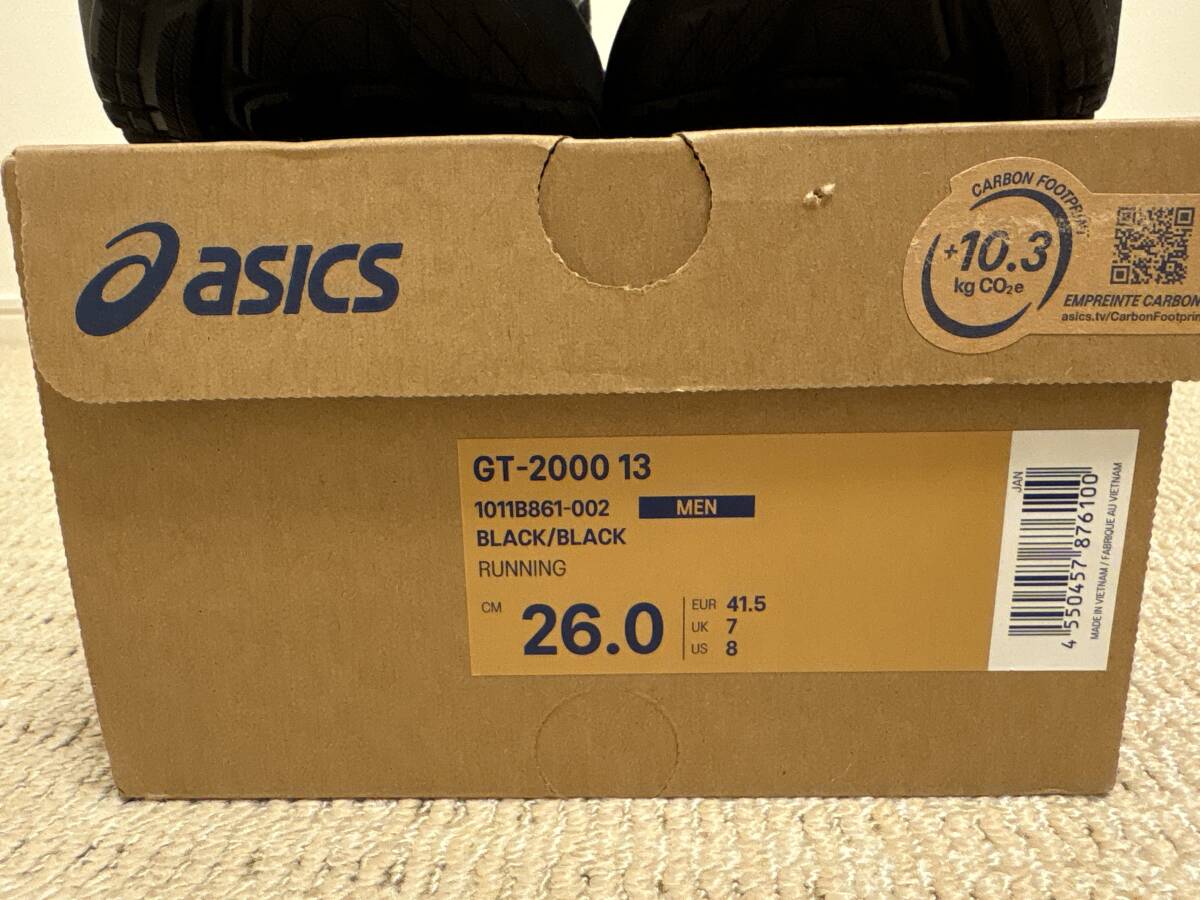 asics
CARBON FOOTPRINT
+10.3
kg CO₂e
EMPREINTE CARBON
asics.tv/CarbonFootprin
GT-2000 13
1011B861-002 MEN
BLACK/BLACK
RUNNING
CM 26.0
EUR 41.5
UK 7
US 8
JAN
4 550457 876100
MADE IN VIETNAM / FABRIQUE AU VIETNAM